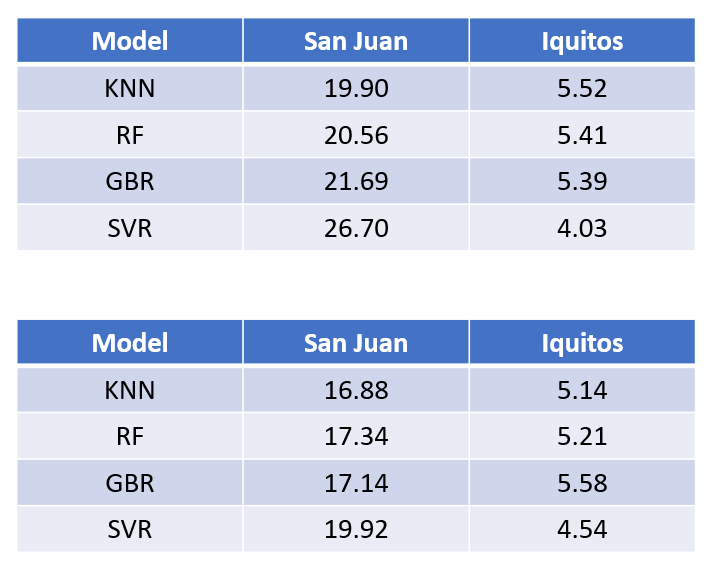 Model San Juan Iquitos
KNN 19.90 5.52
RF 20.56 5.41
GBR 21.69 5.39
SVR 26.70 4.03
Model San Juan Iquitos
KNN 16.88 5.14
RF 17.34 5.21
GBR 17.14 5.58
SVR 19.92 4.54